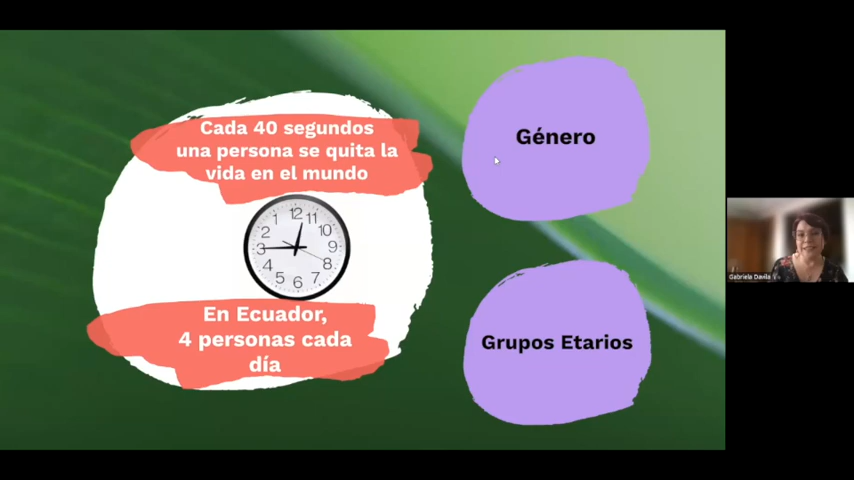 Cada 40 segundos
una persona se quita la
vida en el mundo
12
11
10
9
8
7
6
5
4
3
2
1
En Ecuador,
4 personas cada
día
Género
Grupos Etarios
Gabriela Davila